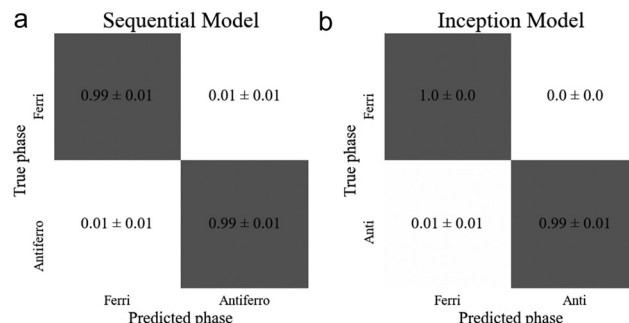 a
Sequential Model
True phase
Ferri
0.99 ± 0.01
0.01 ± 0.01
Antiferro
0.01 ± 0.01
0.99 ± 0.01
Ferri
Antiferro
Predicted phase
b
Inception Model
True phase
Ferri
1.0 ± 0.0
0.0 ± 0.0
Anti
0.01 ± 0.01
0.99 ± 0.01
Ferri
Anti
Predicted phase